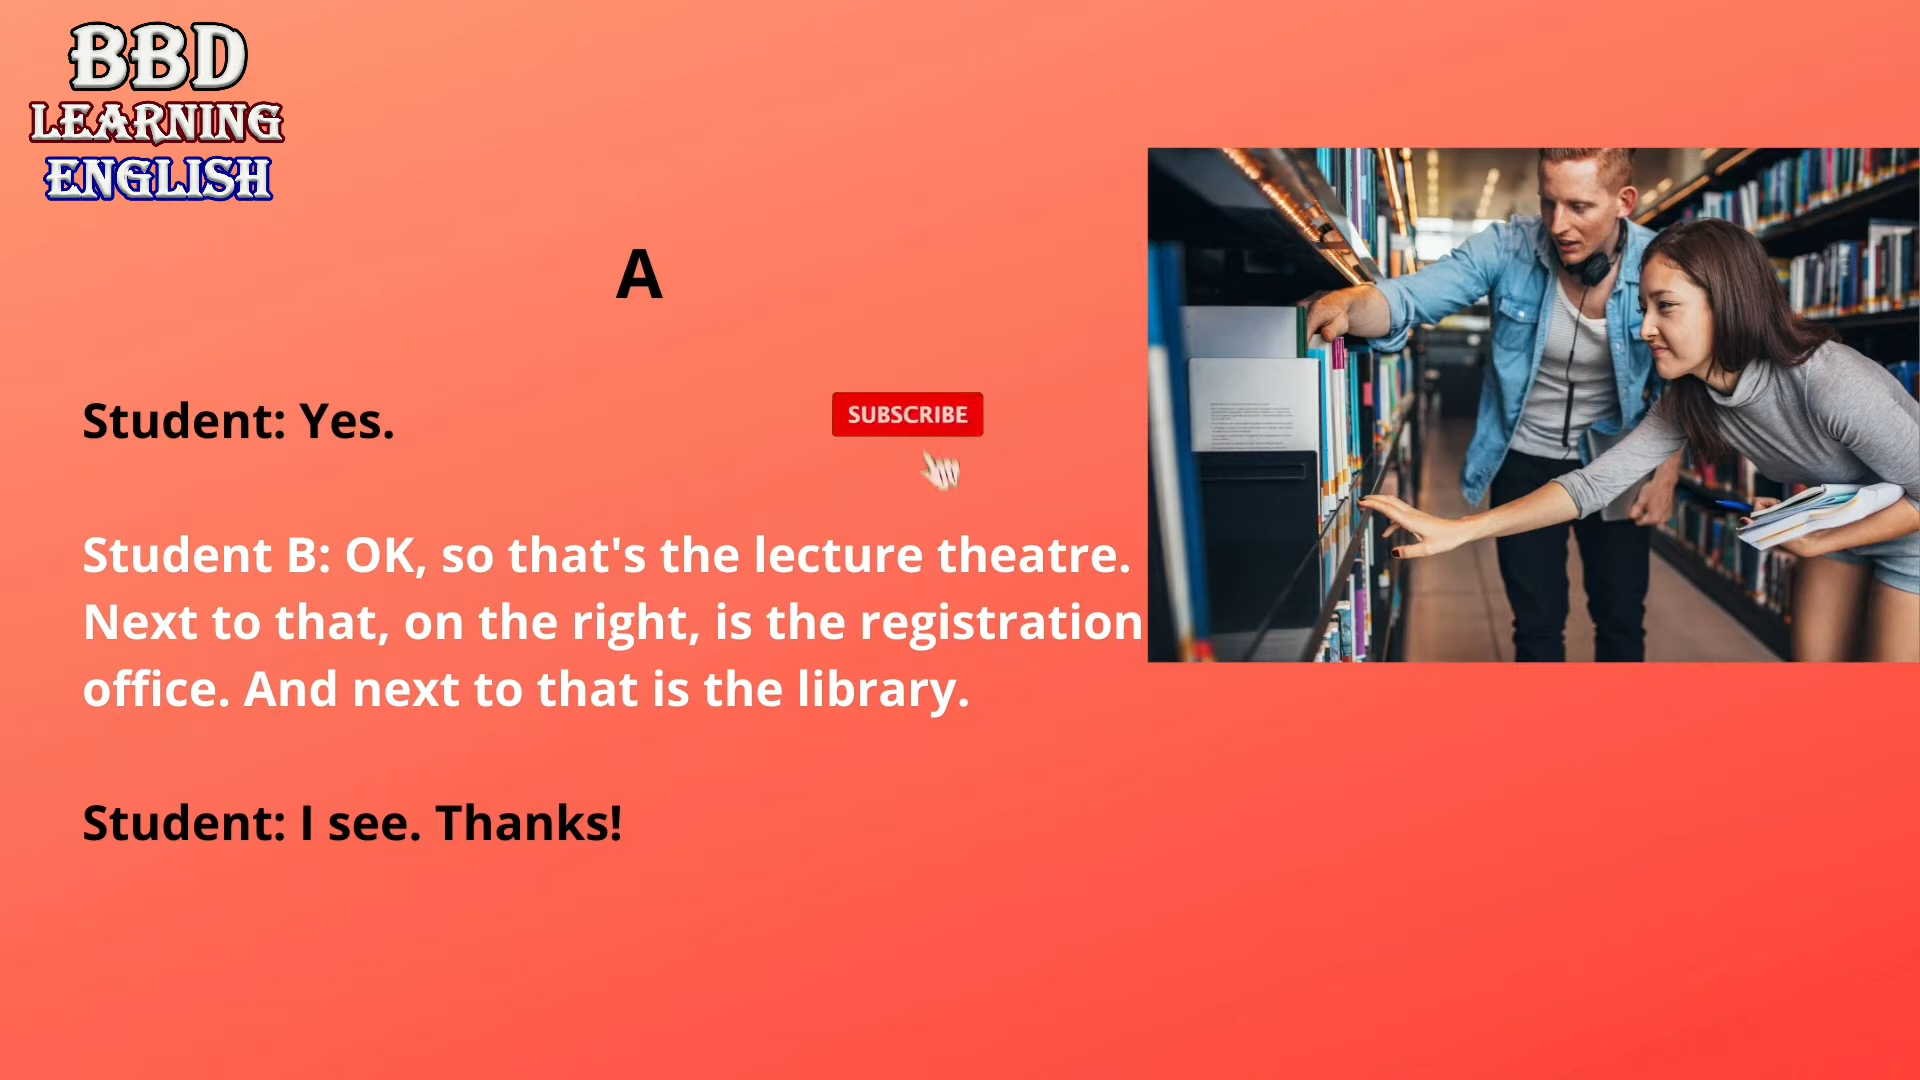 BBD
LEARNING
ENGLISH
A
Student: Yes.
SUBSCRIBE
Student B: OK, so that's the lecture theatre.
Next to that, on the right, is the registration
office. And next to that is the library.
Student: I see. Thanks!